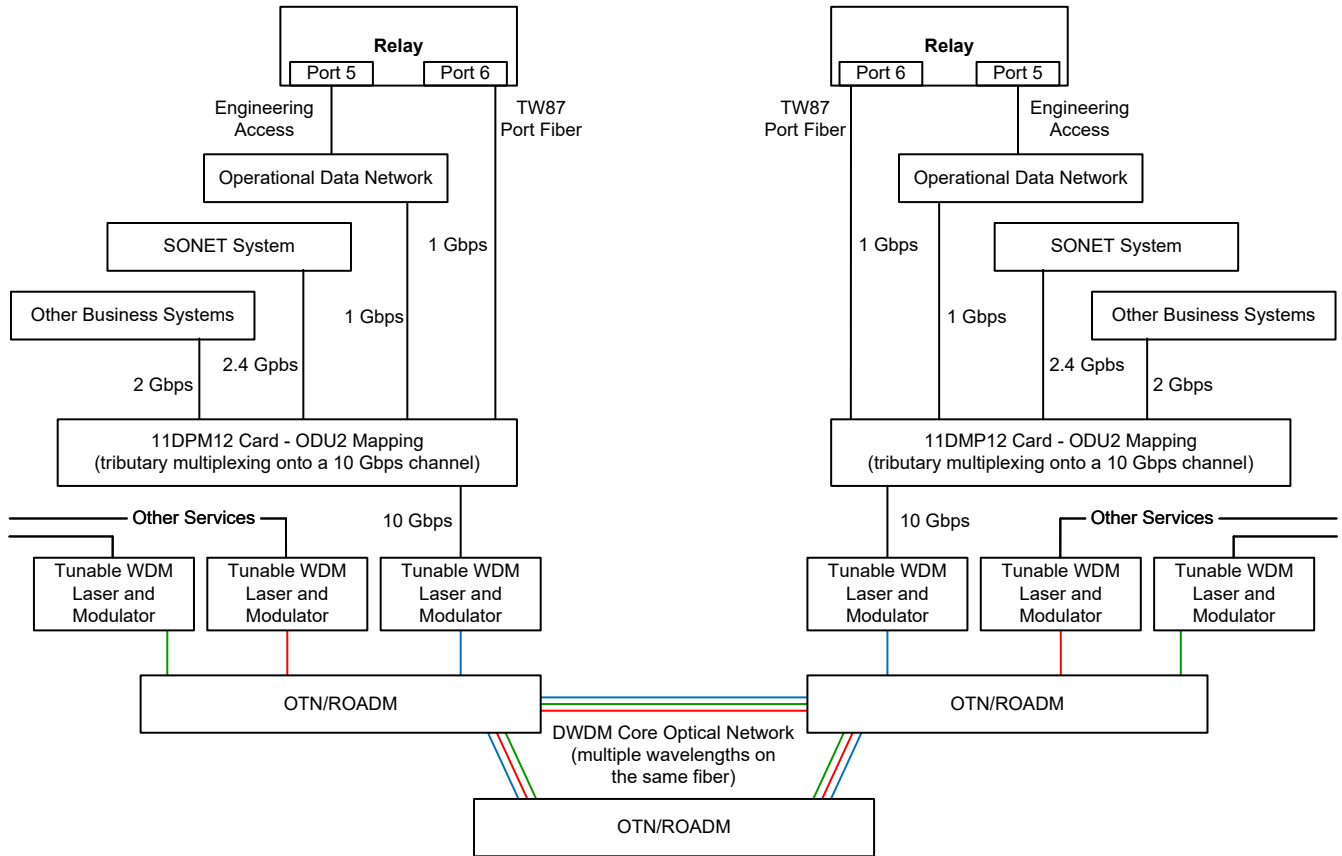 Relay
Port 5
Port 6
Relay
Port 6
Port 5
Engineering
Access
TW87
Port Fiber
TW87
Port Fiber
Engineering
Access
Operational Data Network
Operational Data Network
SONET System
1 Gbps
1 Gbps
SONET System
Other Business Systems
1 Gbps
1 Gbps
Other Business Systems
2 Gbps
2.4 Gpbs
2.4 Gpbs
2 Gbps
11DPM12 Card - ODU2 Mapping
(tributary multiplexing onto a 10 Gbps channel)
11DMP12 Card - ODU2 Mapping
(tributary multiplexing onto a 10 Gbps channel)
Other Services
10 Gbps
10 Gbps
Other Services
Tunable WDM
Laser and
Modulator
Tunable WDM
Laser and
Modulator
Tunable WDM
Laser and
Modulator
Tunable WDM
Laser and
Modulator
Tunable WDM
Laser and
Modulator
Tunable WDM
Laser and
Modulator
OTN/ROADM
OTN/ROADM
DWDM Core Optical Network
(multiple wavelengths on
the same fiber)
OTN/ROADM